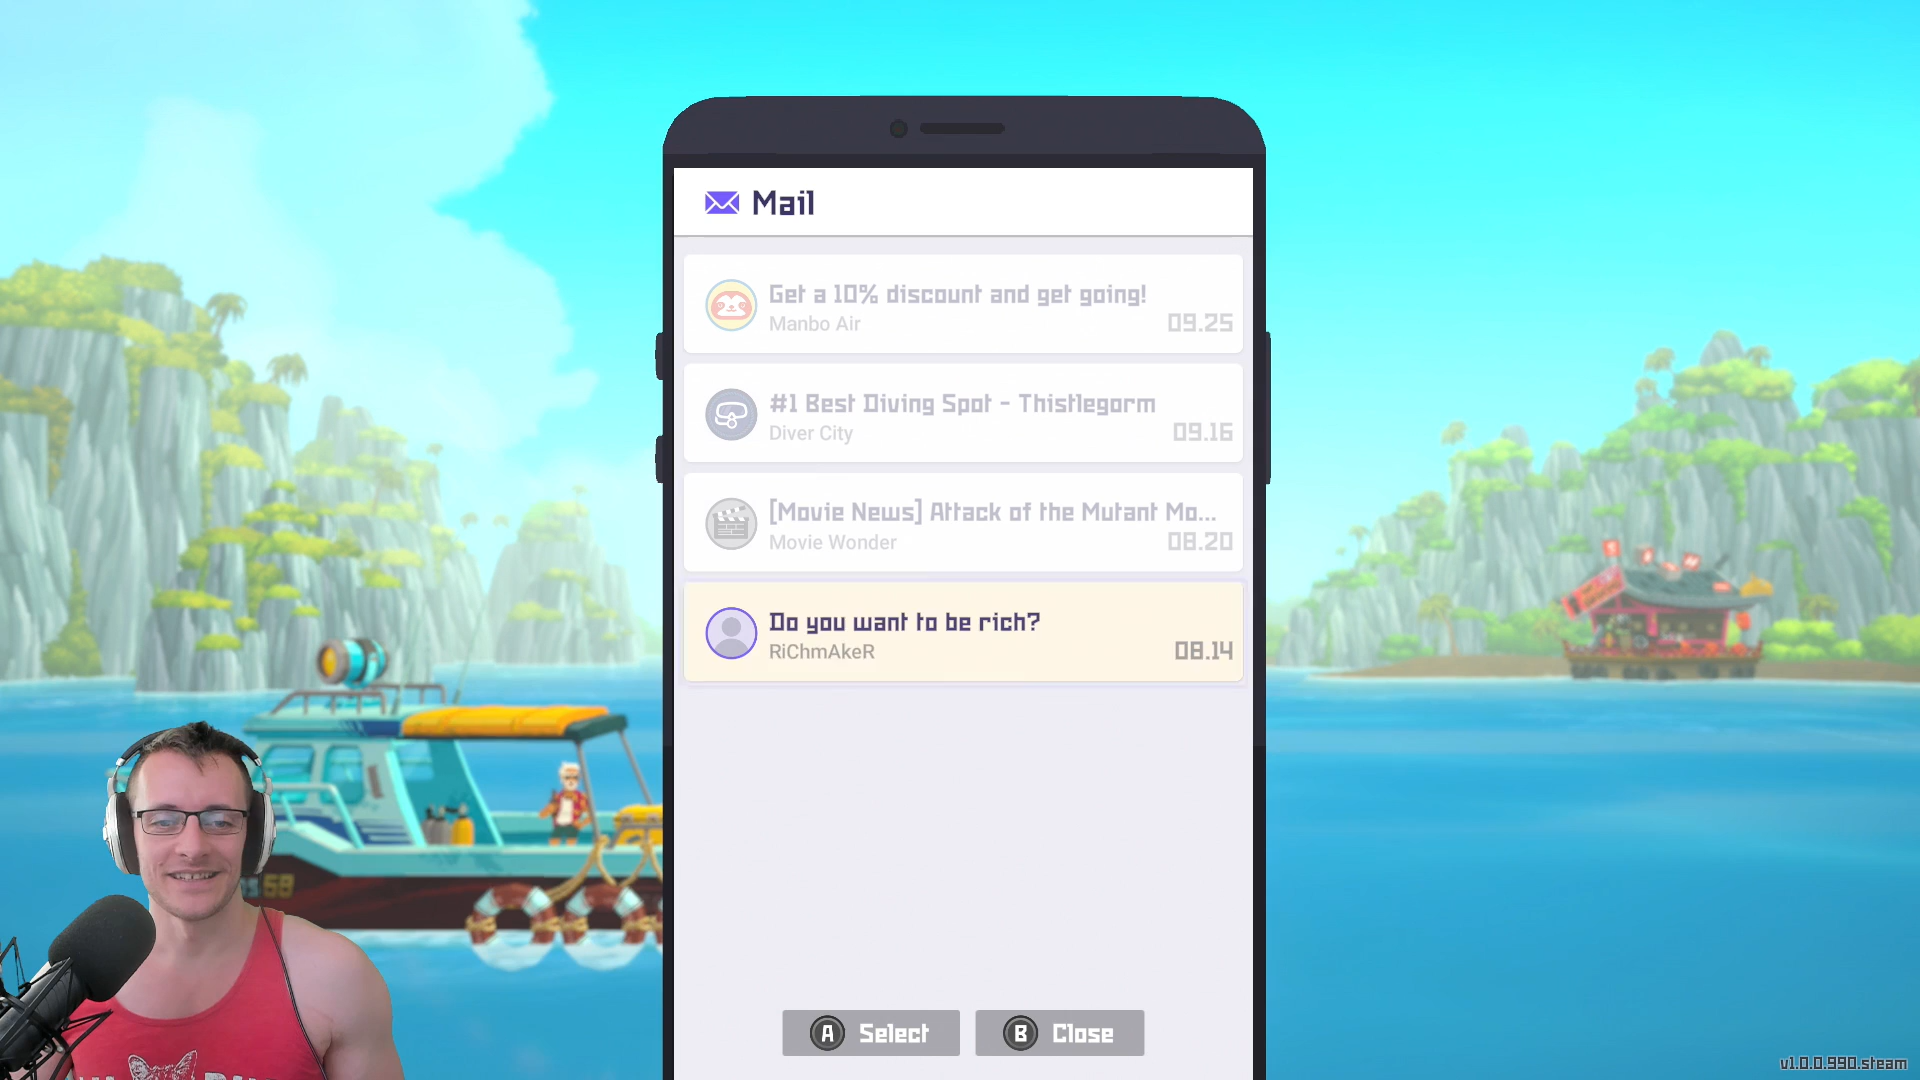 Mail
Get a 10% discount and get going!
Manbo Air
09.25
#1 Best Diving Spot - Thistlegorm
Diver City
09.16
[Movie News] Attack of the Mutant Mo...
Movie Wonder
08.20
Do you want to be rich?
RiChmAkeR
08.14
A Select
B Close
59
v1.0.0.990.steam